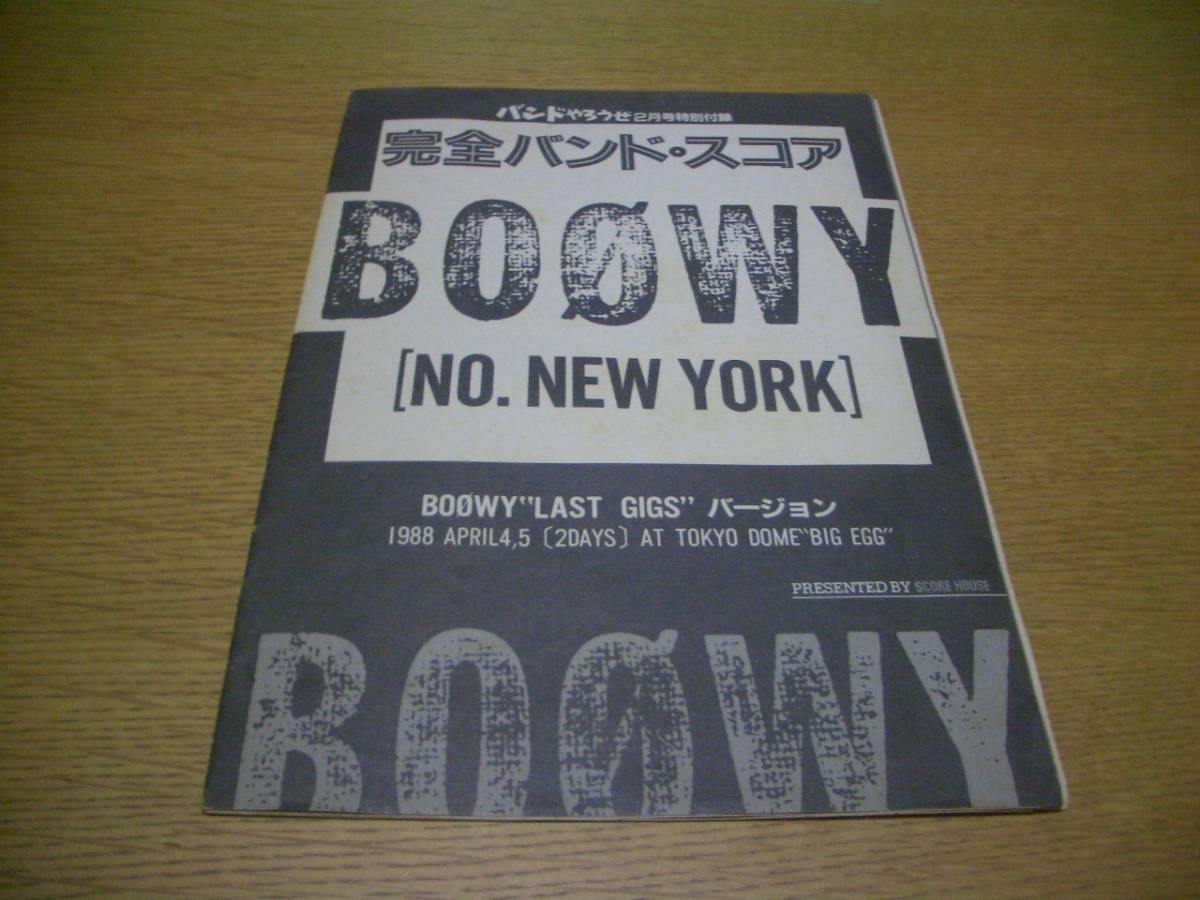 バンドやろうぜ2月号特別付録
完全バンド・スコア
BOØWY
[NO. NEW YORK]
BOØWY“LAST GIGS” バージョン
1988 APRIL4,5 〔2DAYS〕 AT TOKYO DOME“BIG EGG”
PRESENTED BY SCORE HOUSE
BOØWY